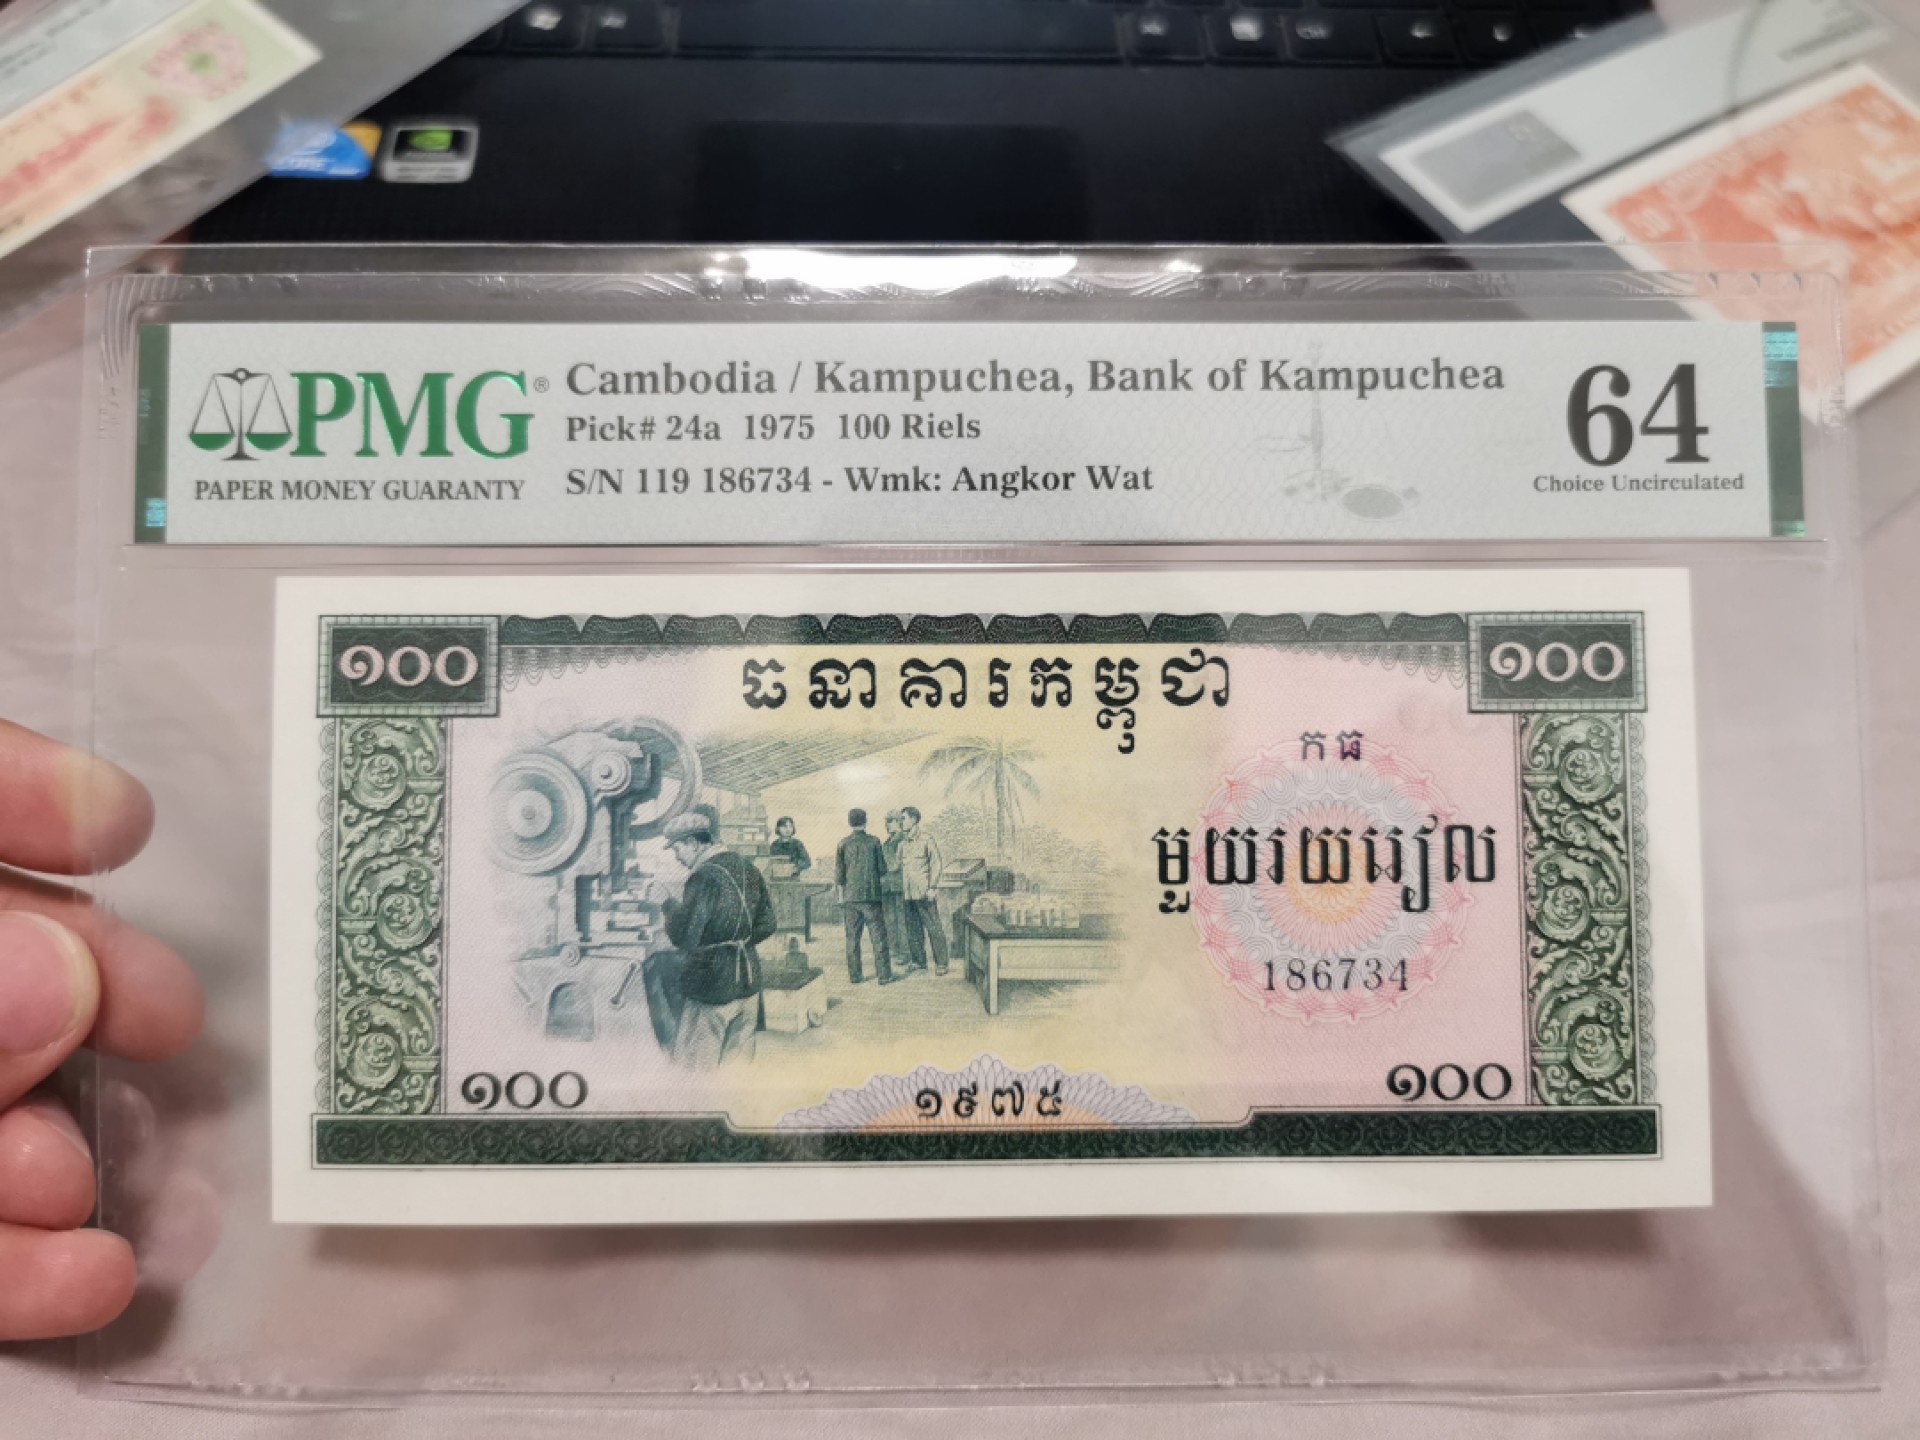 PMG®
PAPER MONEY GUARANTY
Cambodia / Kampuchea, Bank of Kampuchea
Pick# 24a 1975 100 Riels
S/N 119 186734 - Wmk: Angkor Wat
64
Choice Uncirculated
១០០
១០០
ធនាគារកម្ពុជា
កធ
មួយរយរៀល
186734
១០០
១៩៧៥
១០០